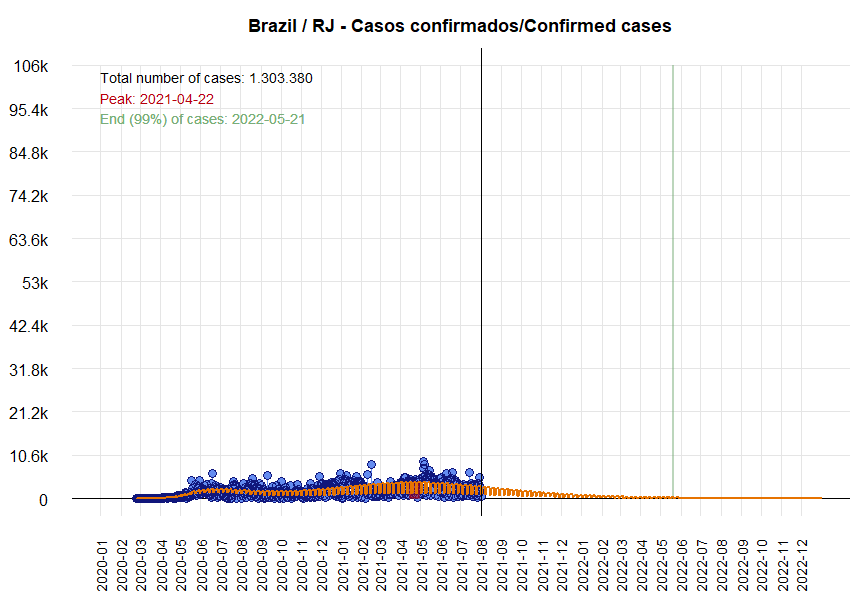 Brazil / RJ - Casos confirmados/Confirmed cases
106k
Total number of cases: 1.303.380
Peak: 2021-04-22
End (99%) of cases: 2022-05-21
95.4k
84.8k
74.2k
63.6k
53k
42.4k
31.8k
21.2k
10.6k
0
2020-01
2020-02
2020-03
2020-04
2020-05
2020-06
2020-07
2020-08
2020-09
2020-10
2020-11
2020-12
2021-01
2021-02
2021-03
2021-04
2021-05
2021-06
2021-07
2021-08
2021-09
2021-10
2021-11
2021-12
2022-01
2022-02
2022-03
2022-04
2022-05
2022-06
2022-07
2022-08
2022-09
2022-10
2022-11
2022-12